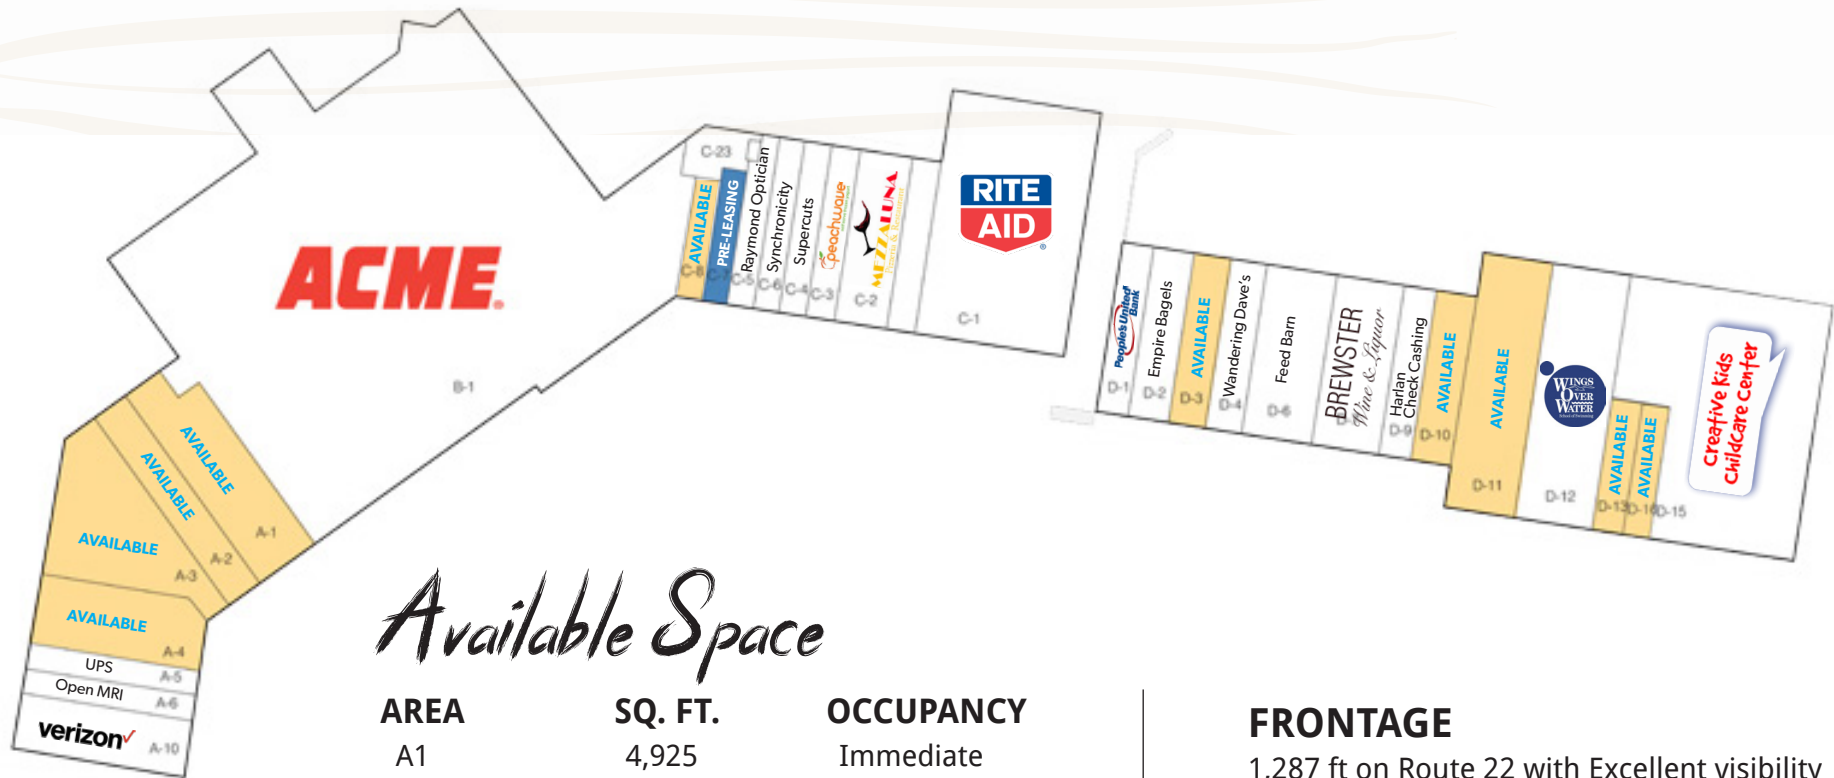 ACME
B-1
AVAILABLE
A-1
AVAILABLE
A-2
AVAILABLE
A-3
AVAILABLE
A-4
UPS
A-5
Open MRI
A-6
verizon✓
A-10
C-23
AVAILABLE
C-8
PRE-LEASING
C-7
Raymond Optician
C-5
Synchronicity
C-6
Supercuts
C-4
peachwave
C-3
MEZZALUNA
C-2
RITE
AID
C-1
People's United
Bank
D-1
Empire Bagels
D-2
AVAILABLE
D-3
Wandering Dave's
D-4
Feed Barn
D-6
BREWSTER
Wine & Liquor
Harlan
Check Cashing
D-9
AVAILABLE
D-10
AVAILABLE
D-11
WINGS
OVER
WATER
D-12
AVAILABLE
D-13
AVAILABLE
D-16
D-15
Creative Kids
Childcare Center
Available Space
AREA SQ. FT. OCCUPANCY
A1 4,925 Immediate
FRONTAGE
1,287 ft on Route 22 with Excellent visibility